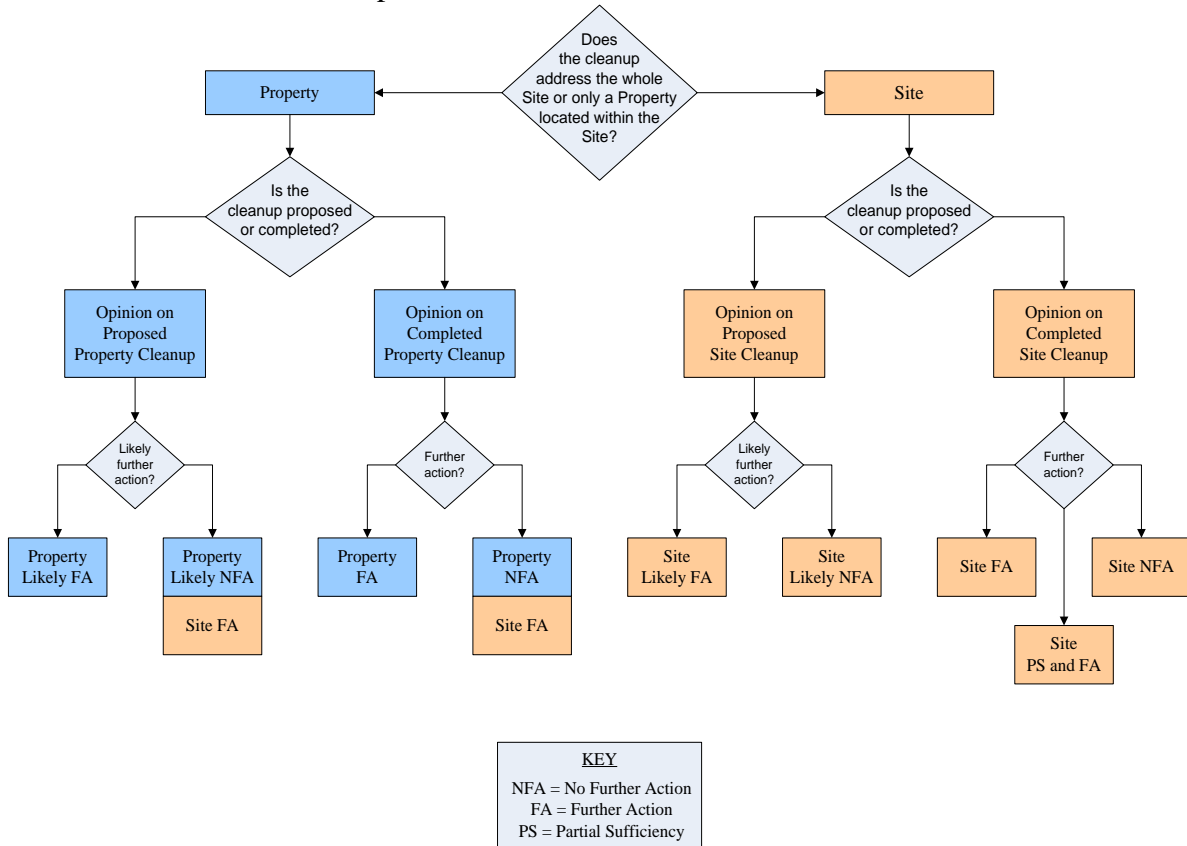 Does
the cleanup
address the whole
Site or only a Property
located within the
Site?
Property
Site
Is the
cleanup proposed
or completed?
Is the
cleanup proposed
or completed?
Opinion on
Proposed
Property Cleanup
Opinion on
Completed
Property Cleanup
Opinion on
Proposed
Site Cleanup
Opinion on
Completed
Site Cleanup
Likely
further
action?
Further
action?
Likely
further
action?
Further
action?
Property
Likely FA
Property
Likely NFA
Site FA
Property
FA
Property
NFA
Site FA
Site
Likely FA
Site
Likely NFA
Site FA
Site NFA
Site
PS and FA
KEY
NFA = No Further Action
FA = Further Action
PS = Partial Sufficiency